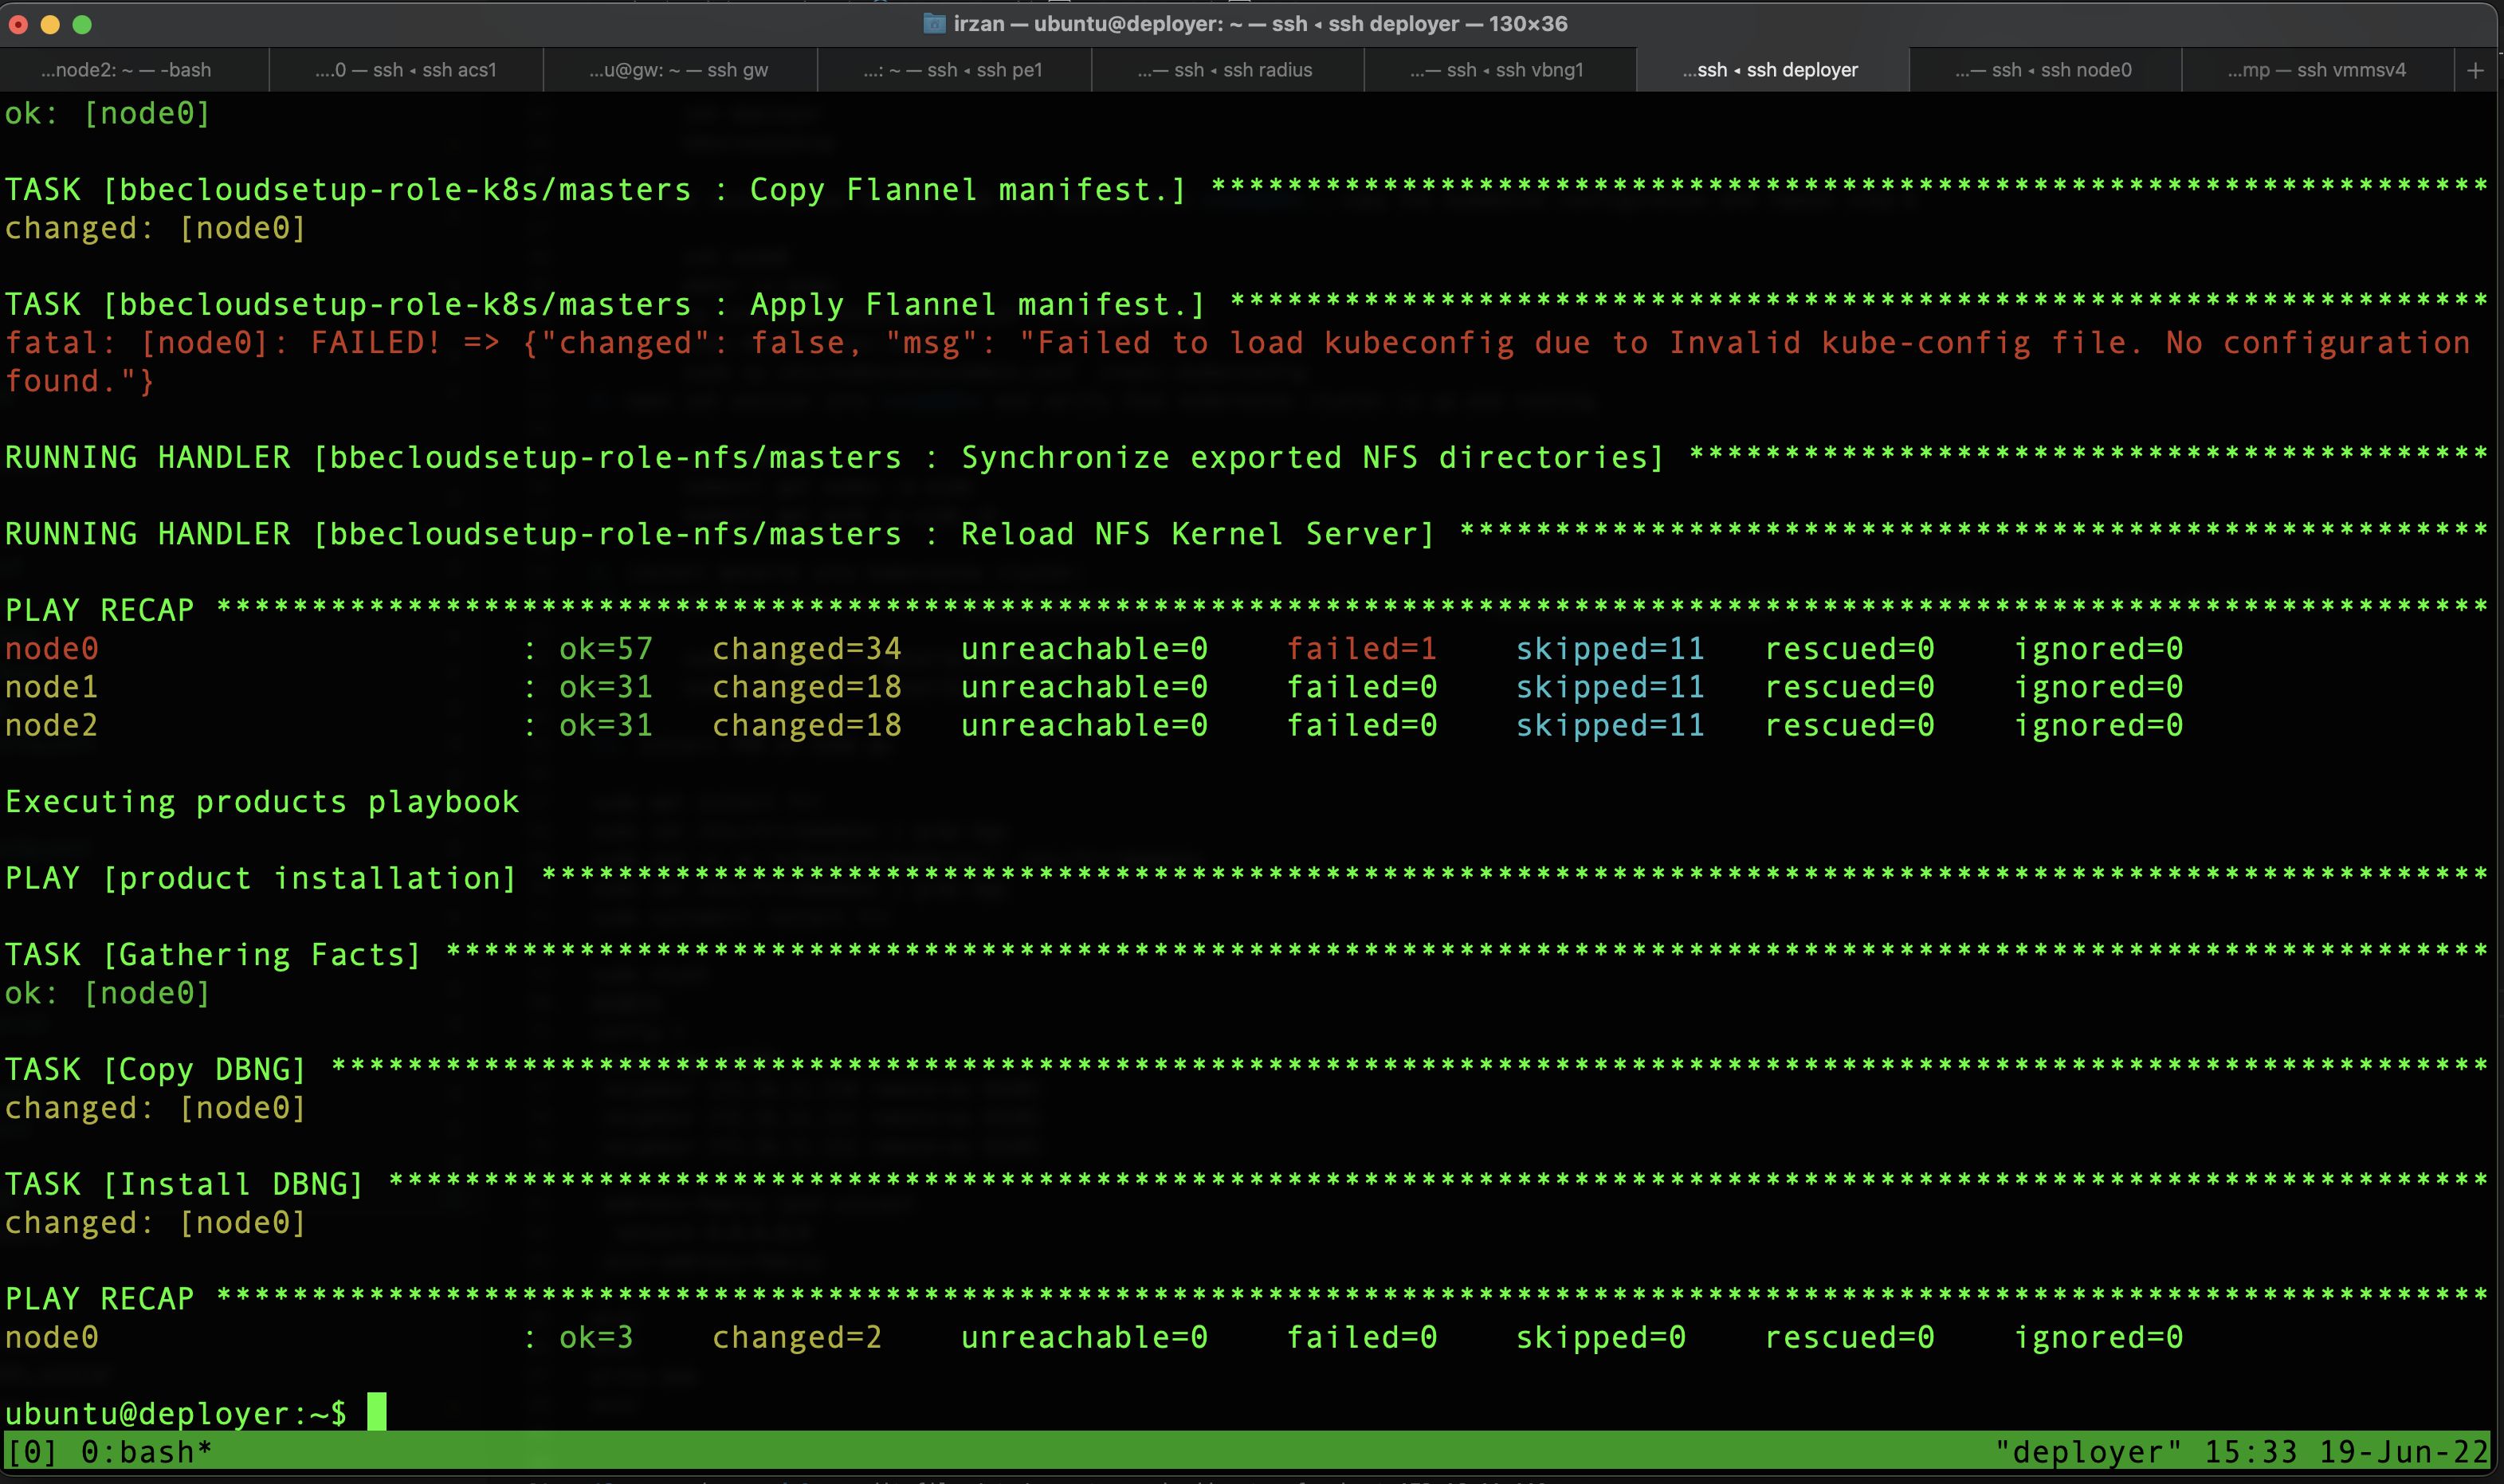 irzan — ubuntu@deployer: ~ — ssh ◂ ssh deployer — 130×36
...node2: ~ — -bash ....0 — ssh ◂ ssh acs1 ...u@gw: ~ — ssh gw ...: ~ — ssh ◂ ssh pe1 ...— ssh ◂ ssh radius ...— ssh ◂ ssh vbng1 ...ssh ◂ ssh deployer ...— ssh ◂ ssh node0 ...mp — ssh vmmsv4 +
ok: [node0]
TASK [bbecloudsetup-role-k8s/masters : Copy Flannel manifest.] *******************************************************************
changed: [node0]
TASK [bbecloudsetup-role-k8s/masters : Apply Flannel manifest.] ******************************************************************
fatal: [node0]: FAILED! => {"changed": false, "msg": "Failed to load kubeconfig due to Invalid kube-config file. No configuration
found."}
RUNNING HANDLER [bbecloudsetup-role-nfs/masters : Synchronize exported NFS directories] ******************************************
RUNNING HANDLER [bbecloudsetup-role-nfs/masters : Reload NFS Kernel Server] ******************************************************
PLAY RECAP ***********************************************************************************************************************
node0 : ok=57 changed=34 unreachable=0 failed=1 skipped=11 rescued=0 ignored=0
node1 : ok=31 changed=18 unreachable=0 failed=0 skipped=11 rescued=0 ignored=0
node2 : ok=31 changed=18 unreachable=0 failed=0 skipped=11 rescued=0 ignored=0
Executing products playbook
PLAY [product installation] ******************************************************************************************************
TASK [Gathering Facts] ***********************************************************************************************************
ok: [node0]
TASK [Copy DBNG] *****************************************************************************************************************
changed: [node0]
TASK [Install DBNG] **************************************************************************************************************
changed: [node0]
PLAY RECAP ***********************************************************************************************************************
node0 : ok=3 changed=2 unreachable=0 failed=0 skipped=0 rescued=0 ignored=0
ubuntu@deployer:~$
[0] 0:bash* "deployer" 15:33 19-Jun-22